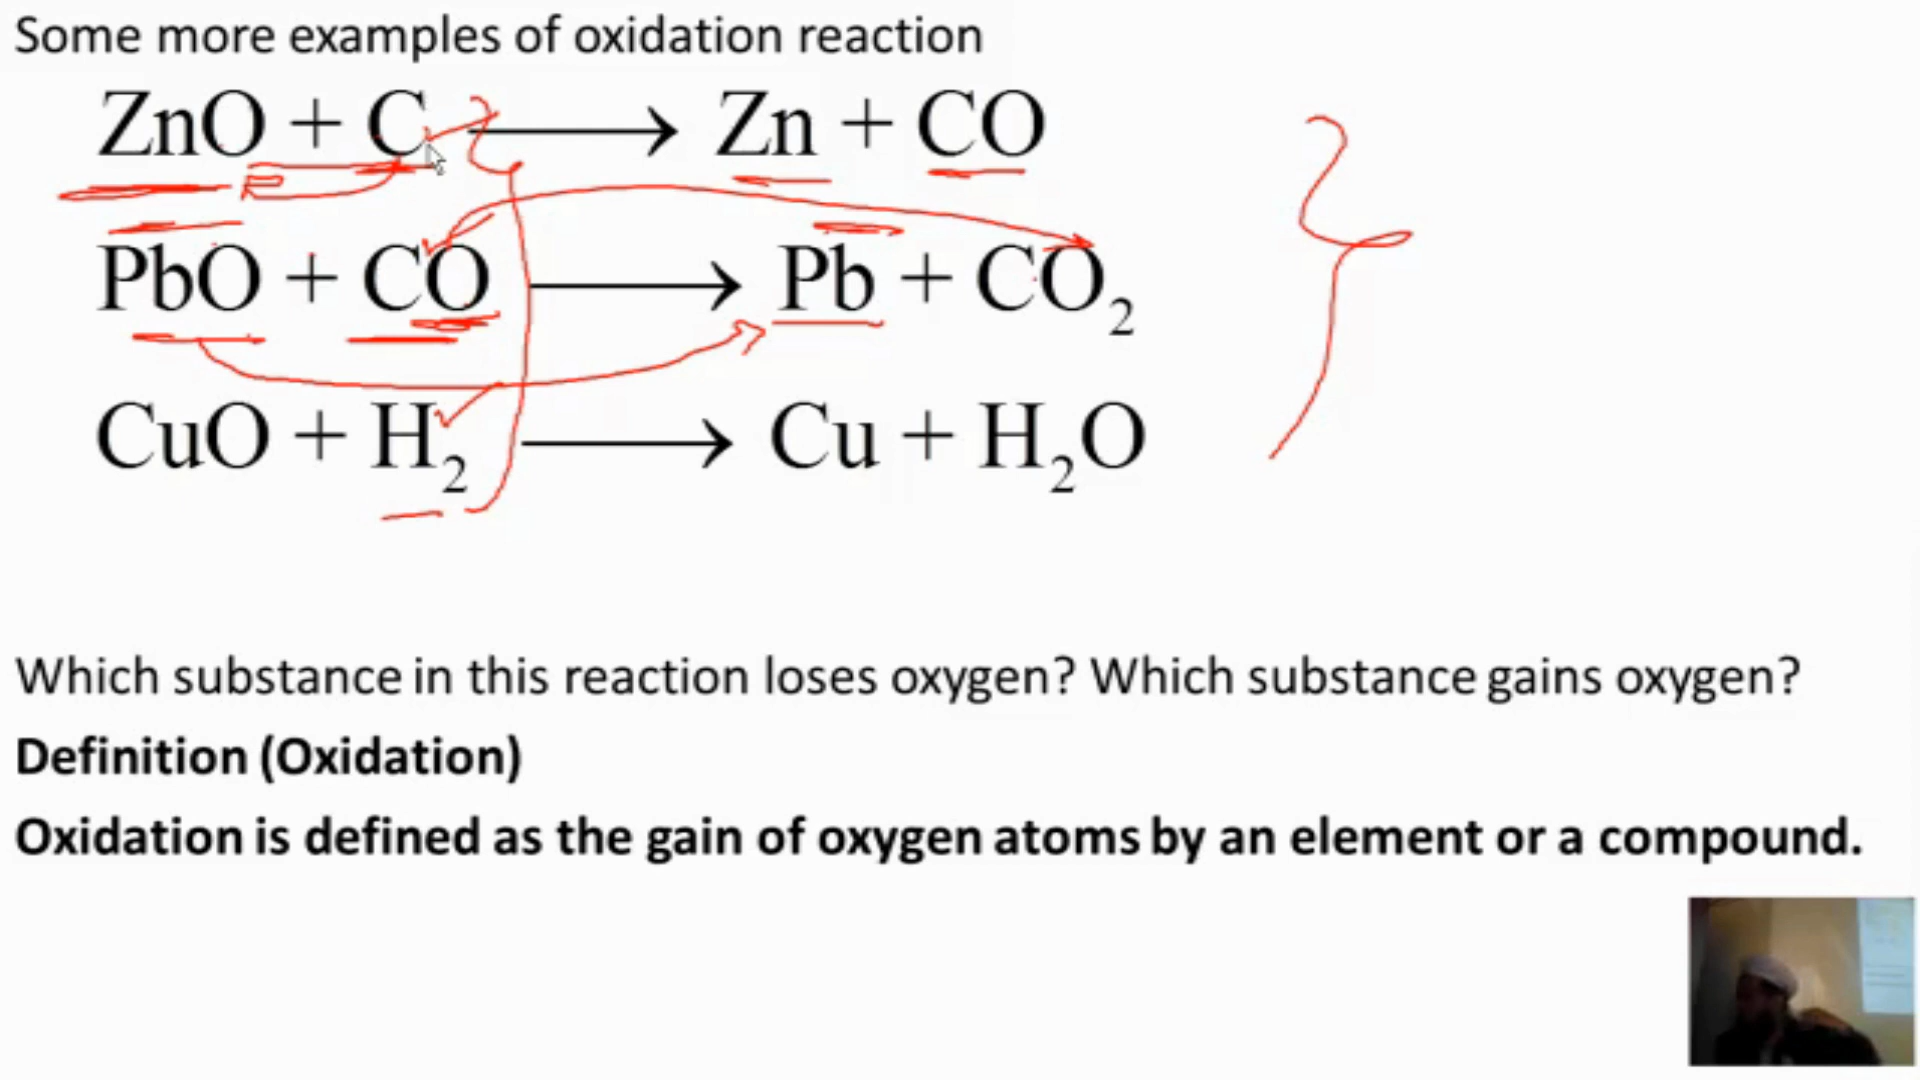 Some more examples of oxidation reaction
ZnO + C ⟶ Zn + CO
PbO + CO ⟶ Pb + CO₂
CuO + H₂ ⟶ Cu + H₂O
Which substance in this reaction loses oxygen? Which substance gains oxygen?
Definition (Oxidation)
Oxidation is defined as the gain of oxygen atoms by an element or a compound.